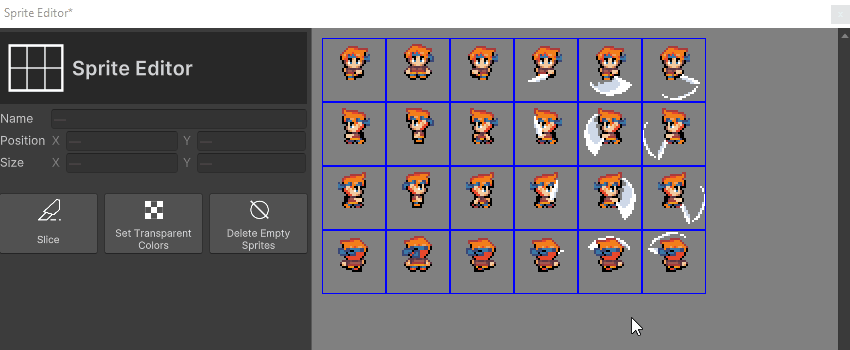 Sprite Editor*
Sprite Editor
Name —
Position X — Y —
Size X — Y —
Slice
Set Transparent
Colors
Delete Empty
Sprites